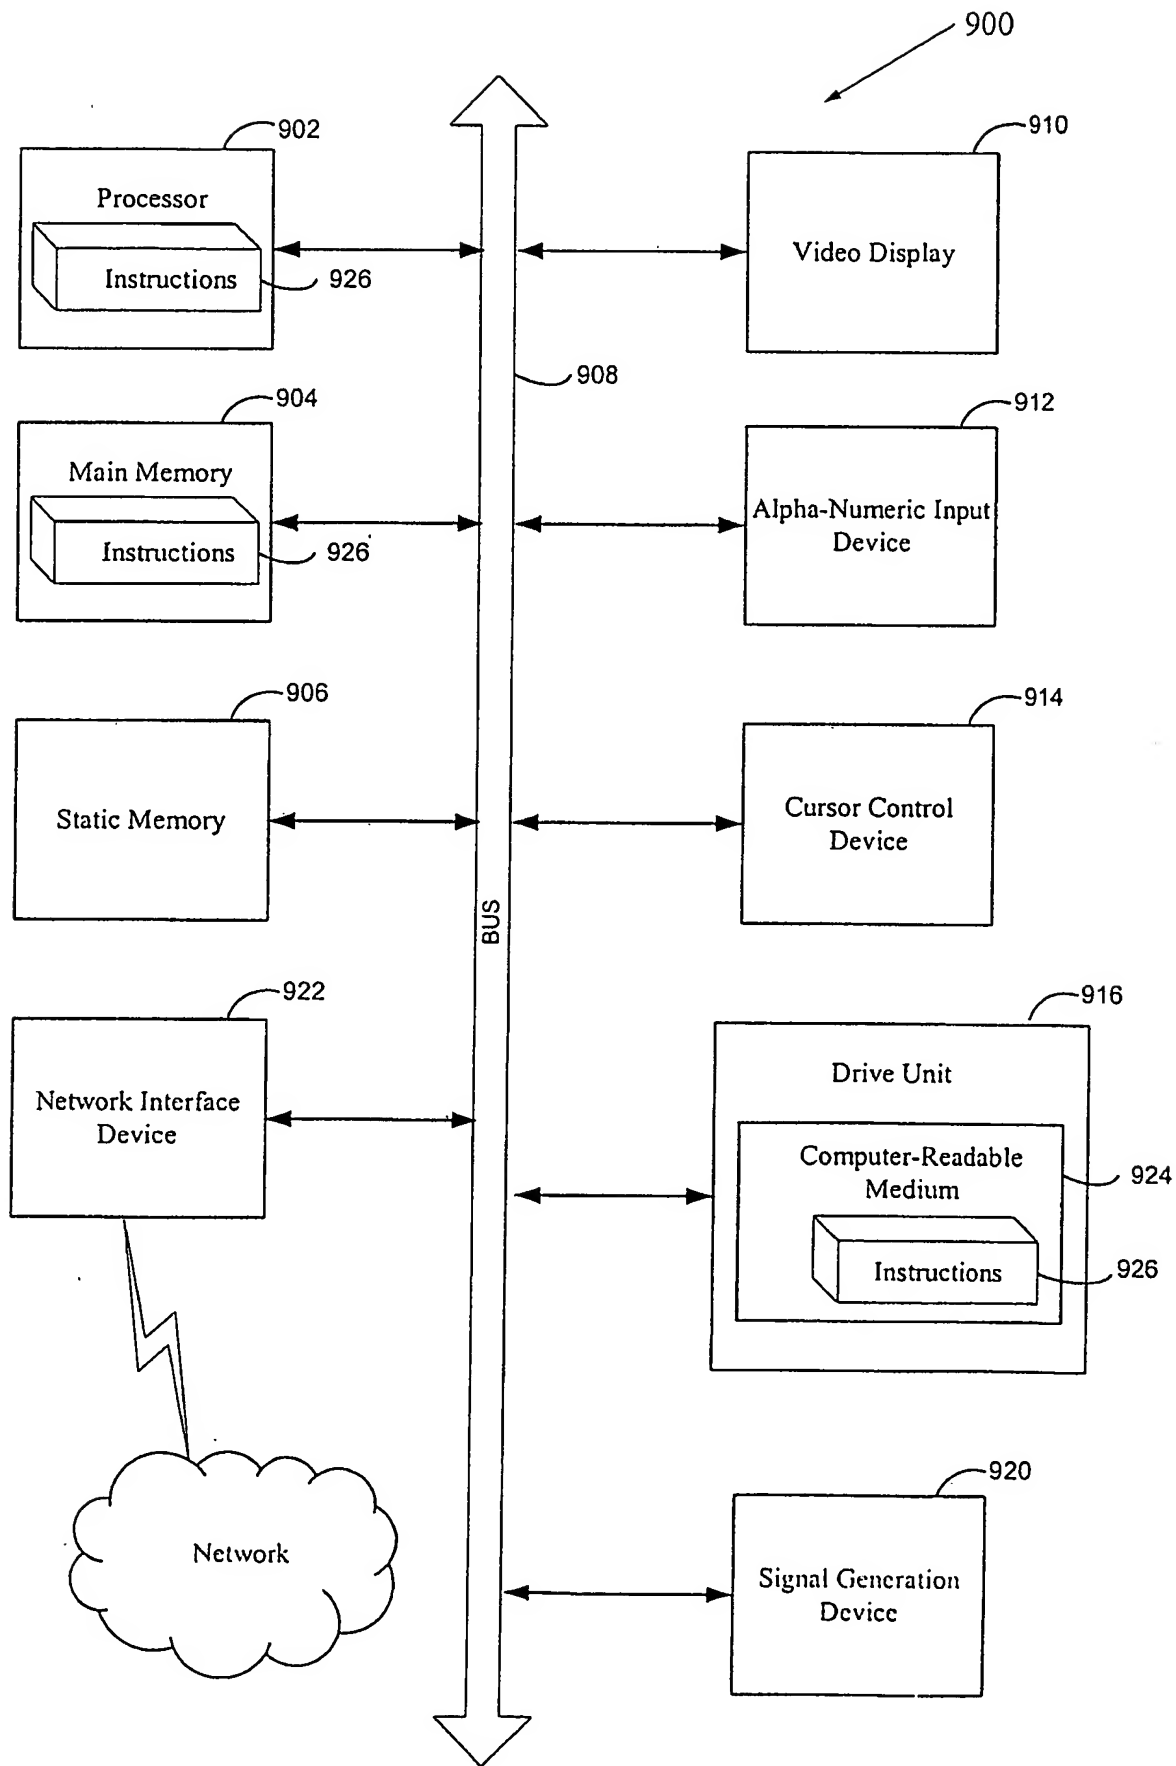 900
902
Processor
Instructions
926
910
Video Display
908
904
Main Memory
Instructions
926
912
Alpha-Numeric Input
Device
906
Static Memory
914
Cursor Control
Device
BUS
922
Network Interface
Device
916
Drive Unit
Computer-Readable
Medium
924
Instructions
926
Network
920
Signal Generation
Device